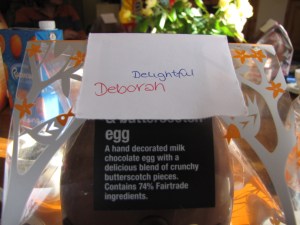 Delightful
Deborah
& butterscotch
egg
A hand decorated milk
chocolate egg with a
delicious blend of crunchy
butterscotch pieces.
Contains 74% Fairtrade
ingredients.